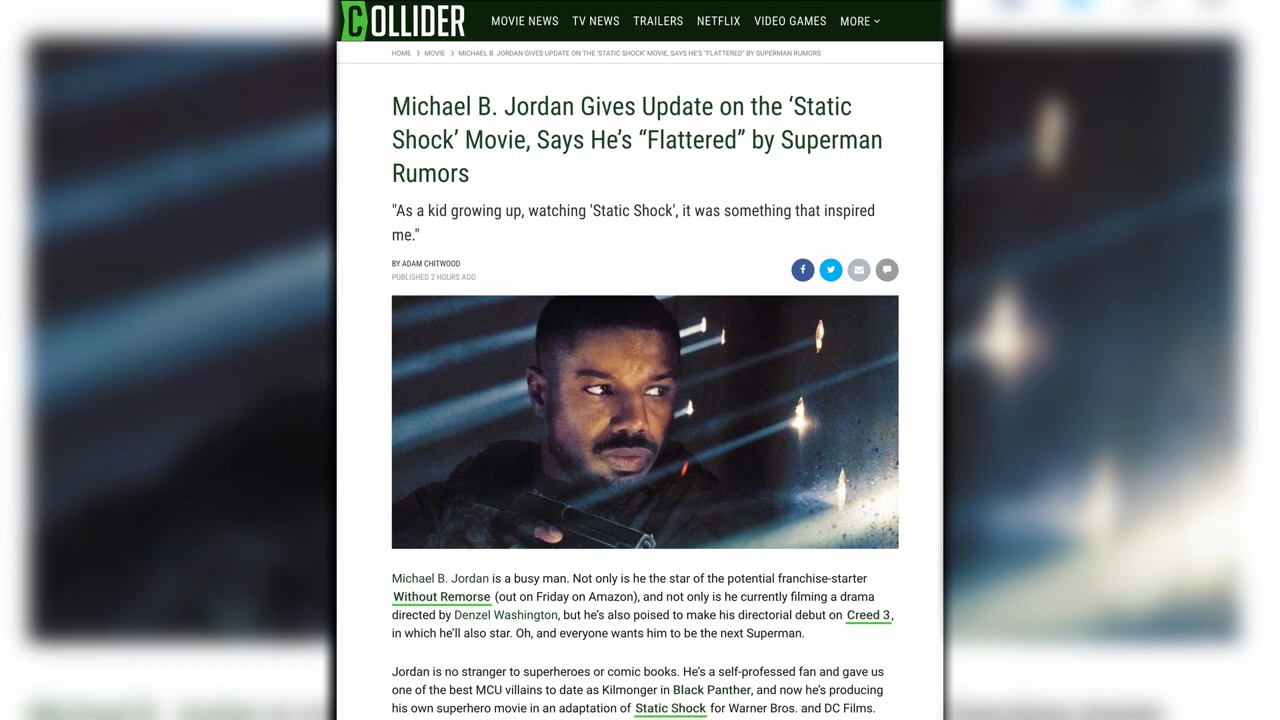 COLLIDER
MOVIE NEWS TV NEWS TRAILERS NETFLIX VIDEO GAMES MORE
HOME MOVIE MICHAEL B. JORDAN GIVES UPDATE ON THE 'STATIC SHOCK' MOVIE, SAYS HE'S "FLATTERED" BY SUPERMAN RUMORS
Michael B. Jordan Gives Update on the ‘Static
Shock’ Movie, Says He’s “Flattered” by Superman
Rumors
"As a kid growing up, watching 'Static Shock', it was something that inspired
me."
BY ADAM CHITWOOD
PUBLISHED 2 HOURS AGO
Michael B. Jordan is a busy man. Not only is he the star of the potential franchise-starter
Without Remorse (out on Friday on Amazon), and not only is he currently filming a drama
directed by Denzel Washington, but he’s also poised to make his directorial debut on Creed 3,
in which he’ll also star. Oh, and everyone wants him to be the next Superman.
Jordan is no stranger to superheroes or comic books. He’s a self-professed fan and gave us
one of the best MCU villains to date as Kilmonger in Black Panther, and now he’s producing
his own superhero movie in an adaptation of Static Shock for Warner Bros. and DC Films.